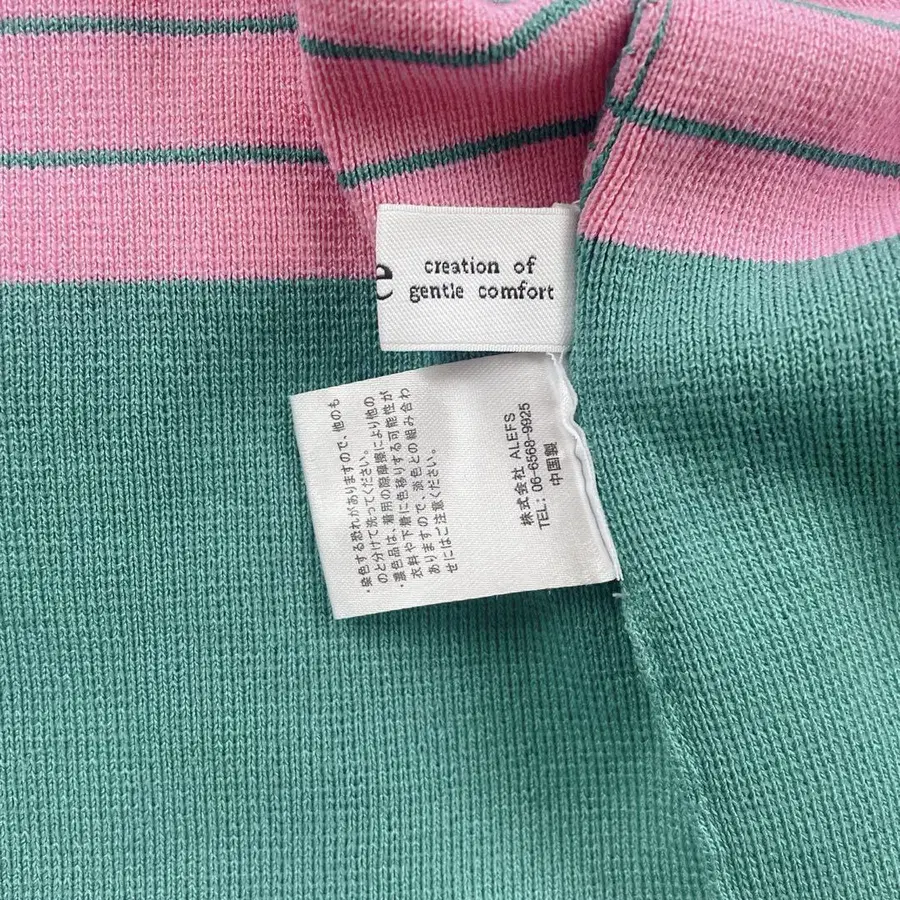 e
creation of
gentle comfort
・染色する恐れがありますので、他のも
のと分けて洗ってください。
・濃色品は、着用の際摩擦により他の
衣料や下着に色移りする可能性が
ありますので、淡色との組み合わ
せにはご注意ください。
株式会社 ALEFS
TEL: 06-6568-9925
中国製